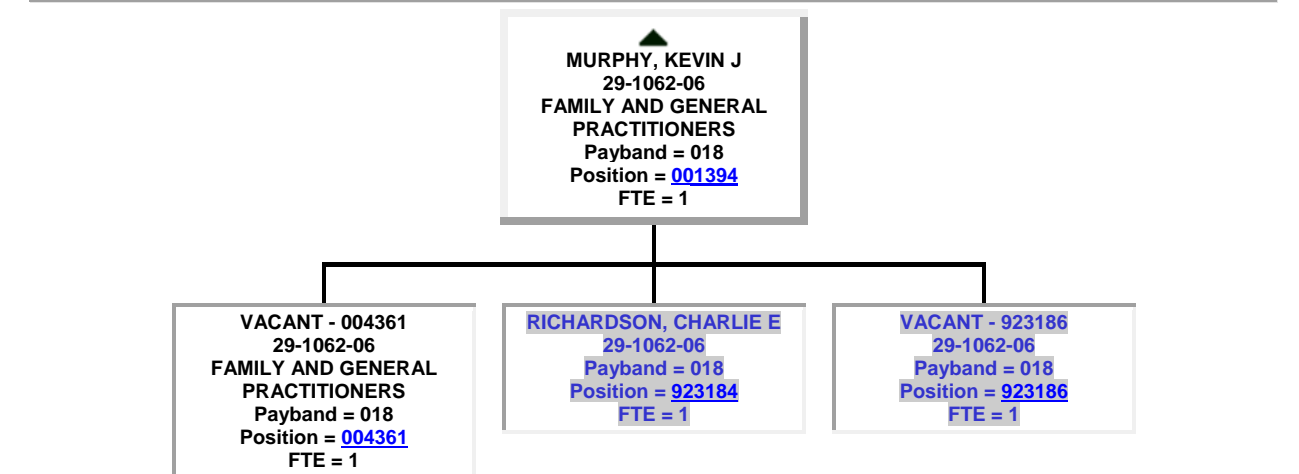 MURPHY, KEVIN J
29-1062-06
FAMILY AND GENERAL
PRACTITIONERS
Payband = 018
Position = 001394
FTE = 1
VACANT - 004361
29-1062-06
FAMILY AND GENERAL
PRACTITIONERS
Payband = 018
Position = 004361
FTE = 1
RICHARDSON, CHARLIE E
29-1062-06
Payband = 018
Position = 923184
FTE = 1
VACANT - 923186
29-1062-06
Payband = 018
Position = 923186
FTE = 1